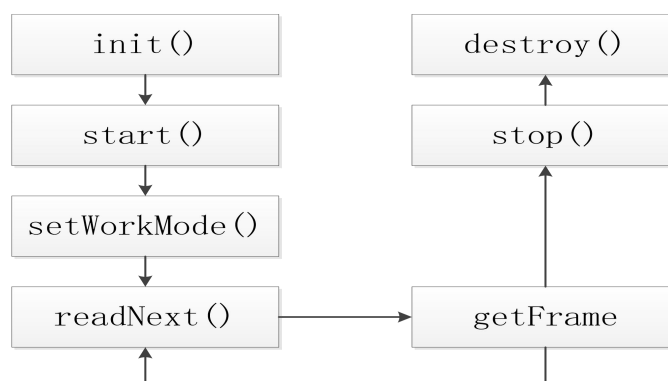 init()
start()
setWorkMode()
readNext()
destroy()
stop()
getFrame